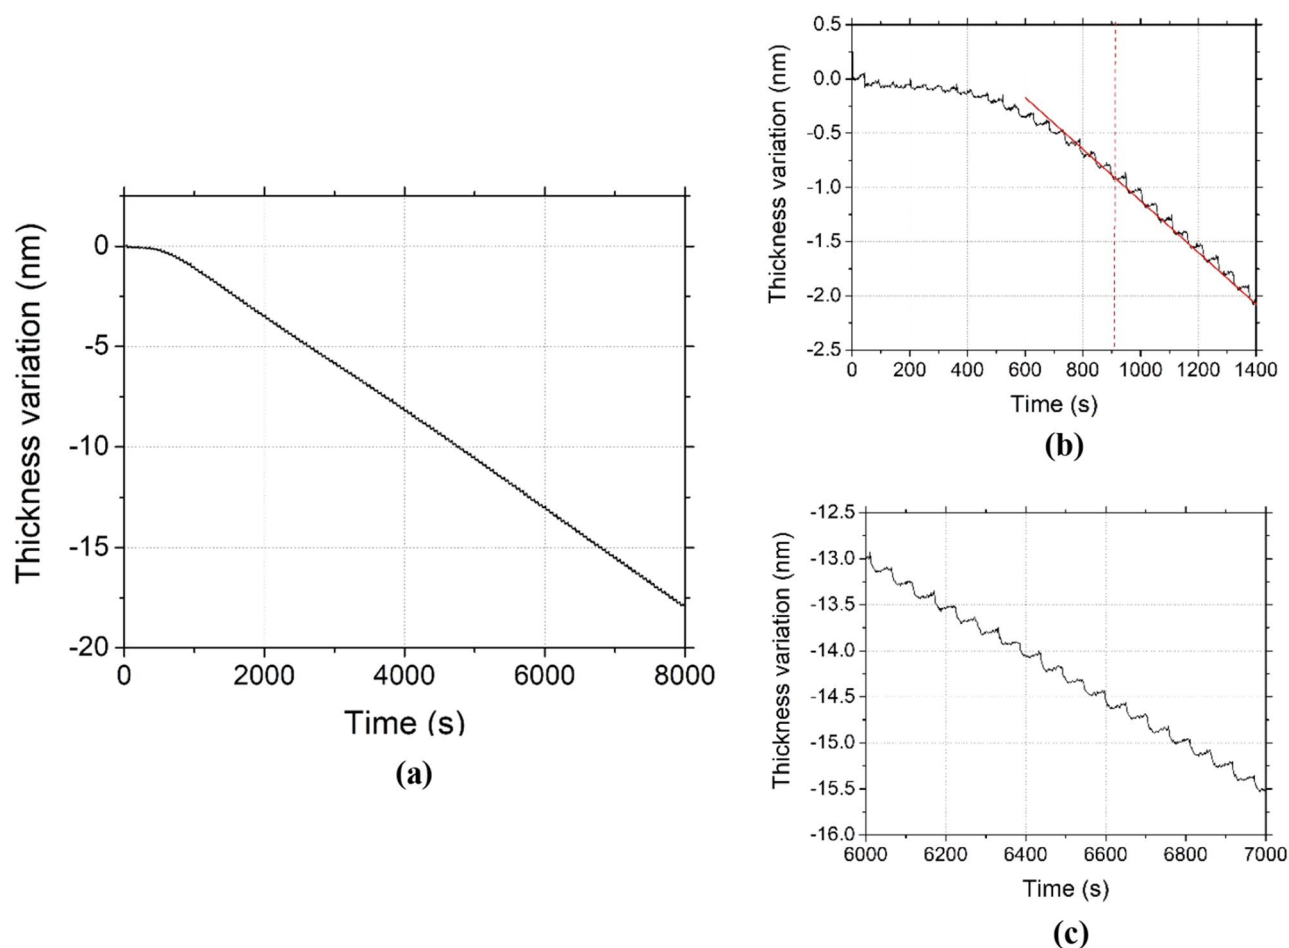 Thickness variation (nm)
0
-5
-10
-15
-20
0 2000 4000 6000 8000
Time (s)
(a)
Thickness variation (nm)
0.5
0.0
-0.5
-1.0
-1.5
-2.0
-2.5
0 200 400 600 800 1000 1200 1400
Time (s)
(b)
Thickness variation (nm)
-12.5
-13.0
-13.5
-14.0
-14.5
-15.0
-15.5
-16.0
6000 6200 6400 6600 6800 7000
Time (s)
(c)